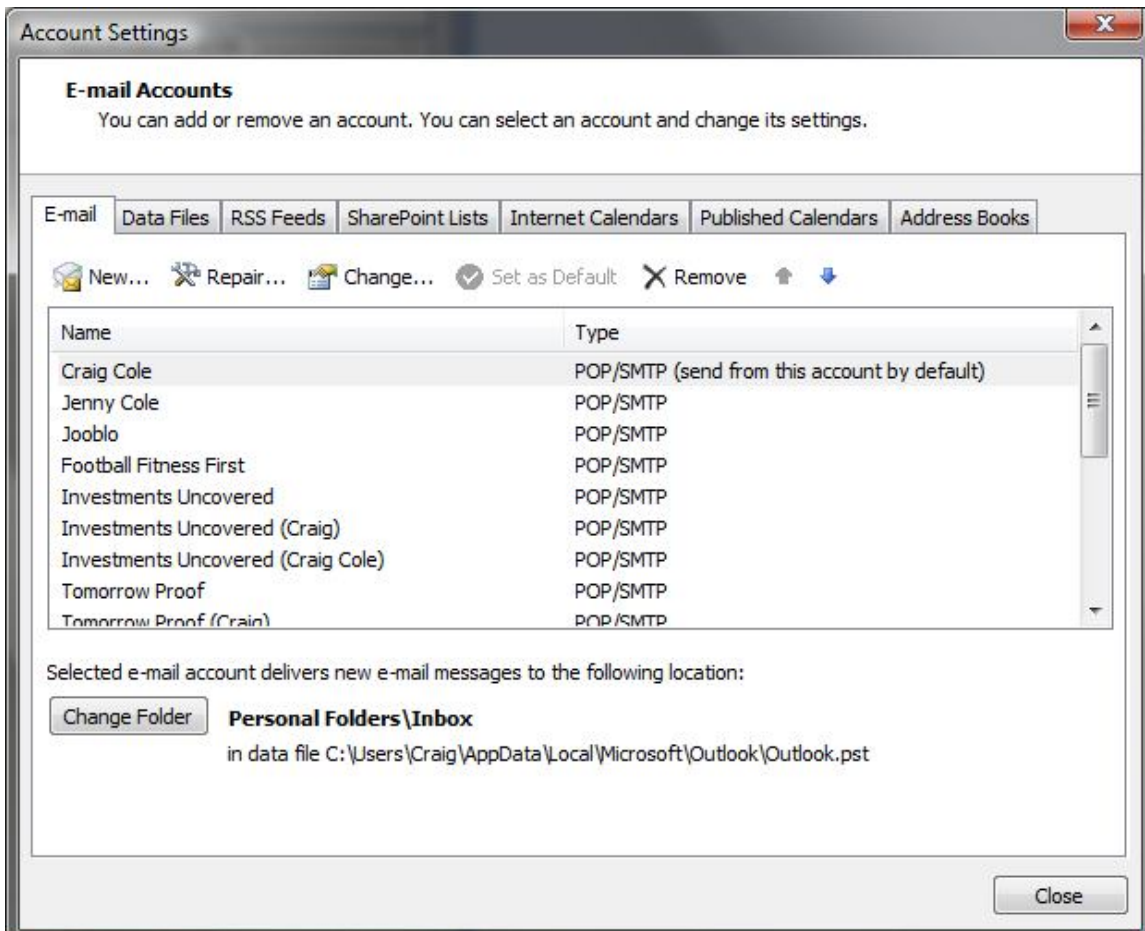 Account Settings
E-mail Accounts
You can add or remove an account. You can select an account and change its settings.
E-mail Data Files RSS Feeds SharePoint Lists Internet Calendars Published Calendars Address Books
New... Repair... Change... Set as Default Remove
Name Type
Craig Cole POP/SMTP (send from this account by default)
Jenny Cole POP/SMTP
Jooblo POP/SMTP
Football Fitness First POP/SMTP
Investments Uncovered POP/SMTP
Investments Uncovered (Craig) POP/SMTP
Investments Uncovered (Craig Cole) POP/SMTP
Tomorrow Proof POP/SMTP
Tomorrow Proof (Craig) POP/SMTP
Selected e-mail account delivers new e-mail messages to the following location:
Change Folder Personal Folders\Inbox
in data file C:\Users\Craig\AppData\Local\Microsoft\Outlook\Outlook.pst
Close